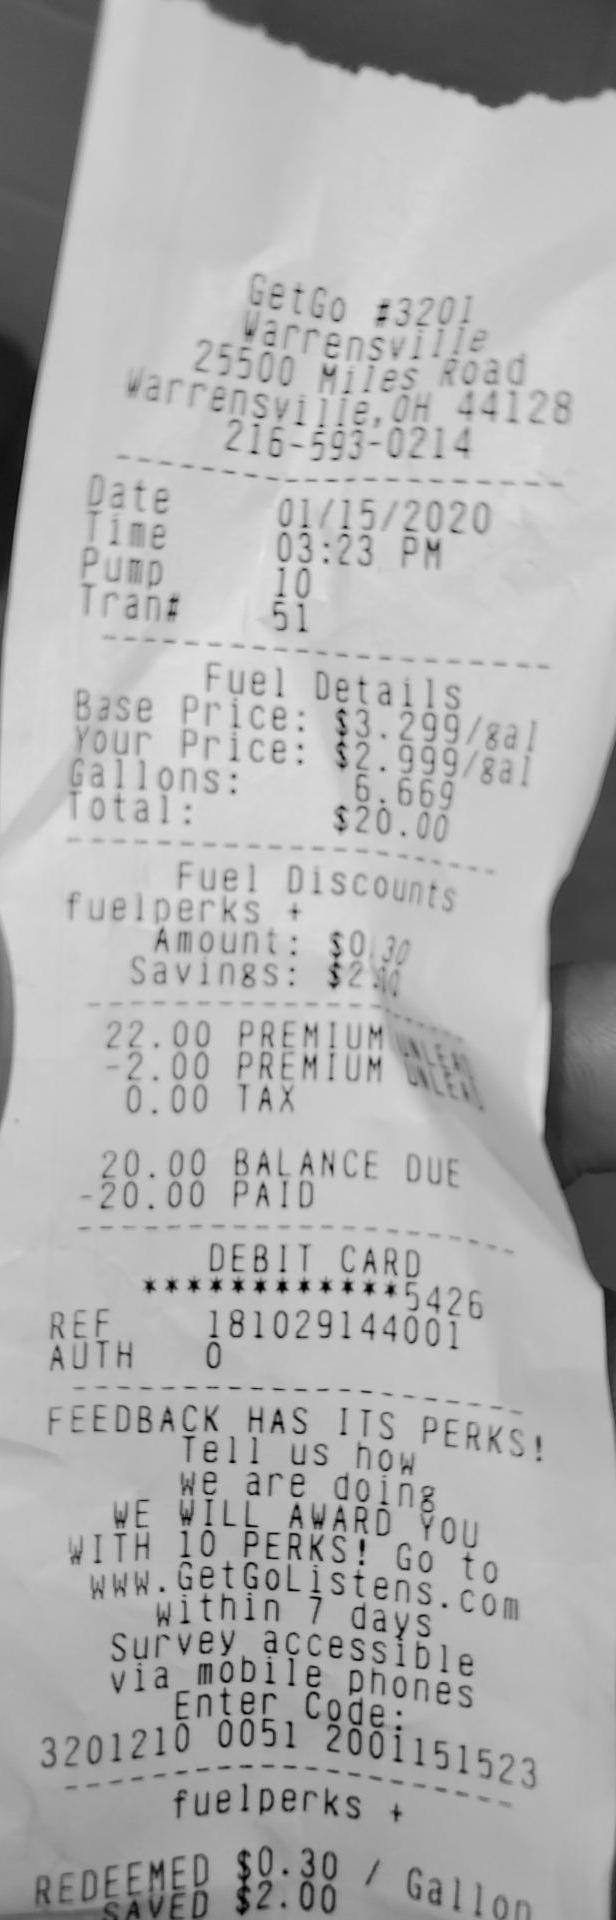 GetGo #3201
Warrensville
25500 Miles Road
Warrensville,OH 44128
216-593-0214
Date 01/15/2020
Time 03:23 PM
Pump 10
Tran# 51
Fuel Details
Base Price: $3.299/gal
Your Price: $2.999/gal
Gallons: 6.669
Total: $20.00
Fuel Discounts
fuelperks +
Amount: $0.30
Savings: $2.00
22.00 PREMIUM UNLEAD
-2.00 PREMIUM UNLEAD
0.00 TAX
20.00 BALANCE DUE
-20.00 PAID
DEBIT CARD
************5426
REF 181029144001
AUTH 0
FEEDBACK HAS ITS PERKS!
Tell us how
we are doing
WE WILL AWARD YOU
WITH 10 PERKS! Go to
www.GetGoListens.com
within 7 days
Survey accessible
via mobile phones
Enter Code:
3201210 0051 2001151523
fuelperks +
REDEEMED $0.30 / Gallon
SAVED $2.00